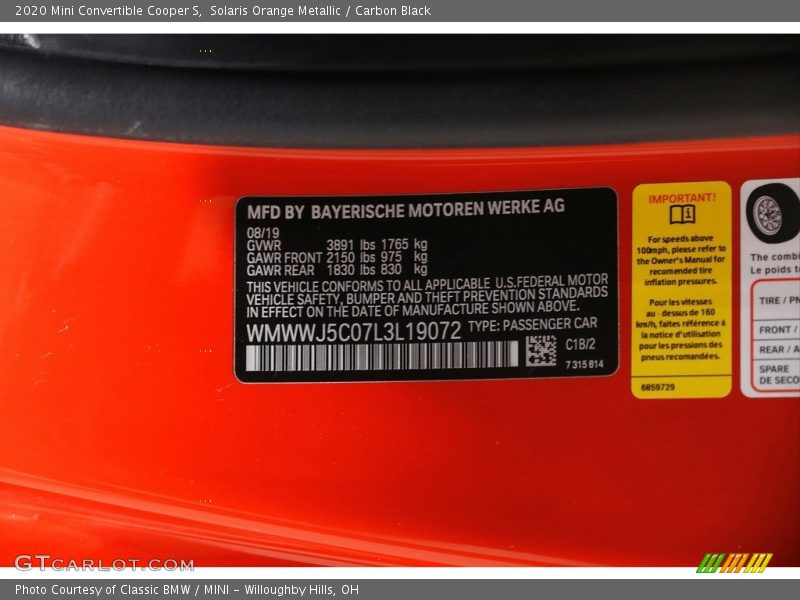 2020 Mini Convertible Cooper S, Solaris Orange Metallic / Carbon Black
MFD BY BAYERISCHE MOTOREN WERKE AG
08/19
GVWR 3891 lbs 1765 kg
GAWR FRONT 2150 lbs 975 kg
GAWR REAR 1830 lbs 830 kg
THIS VEHICLE CONFORMS TO ALL APPLICABLE U.S.FEDERAL MOTOR
VEHICLE SAFETY, BUMPER AND THEFT PREVENTION STANDARDS
IN EFFECT ON THE DATE OF MANUFACTURE SHOWN ABOVE.
WMWWJ5C07L3L19072 TYPE: PASSENGER CAR
C1B/2
7315814
IMPORTANT!
For speeds above
100mph, please refer to
the Owner's Manual for
recomended tire
inflation pressures.
Pour les vitesses
au - dessus de 160
km/h, faites référence à
la notice d'utilisation
pour les pressions des
pneus recomandées.
6859729
The combi
Le poids t
TIRE / PN
FRONT /
REAR / A
SPARE
DE SECO
GTCARLOT.COM
Photo Courtesy of Classic BMW / MINI - Willoughby Hills, OH